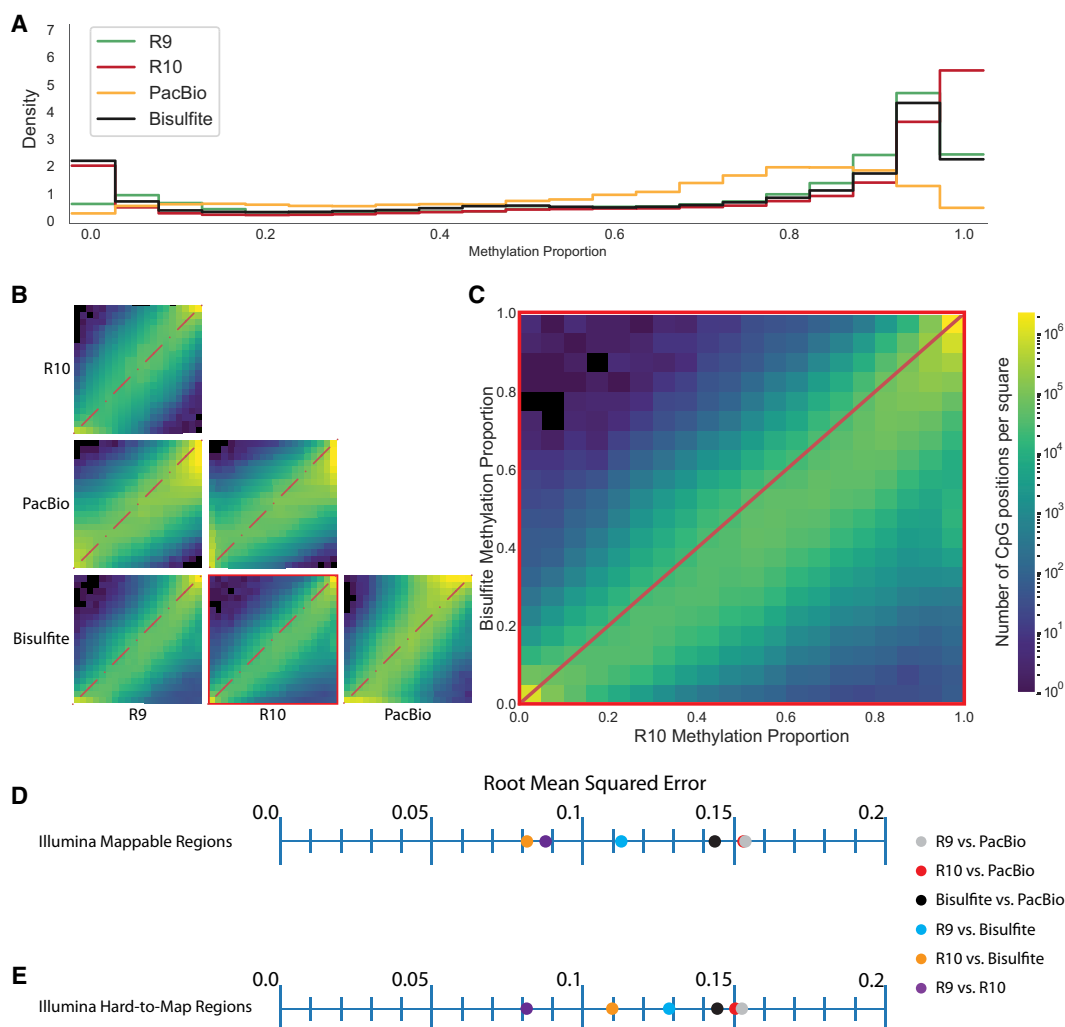 A
7
6
5
4
3
2
1
0
Density
R9
R10
PacBio
Bisulfite
0.0 0.2 0.4 0.6 0.8 1.0
Methylation Proportion
B
R10
PacBio
Bisulfite
R9 R10 PacBio
C
1.0
0.8
0.6
0.4
0.2
0.0
Bisulfite Methylation Proportion
0.0 0.2 0.4 0.6 0.8 1.0
R10 Methylation Proportion
10⁶
10⁵
10⁴
10³
10²
10¹
10⁰
Number of CpG positions per square
D
Root Mean Squared Error
0.0 0.05 0.1 0.15 0.2
Illumina Mappable Regions
R9 vs. PacBio
R10 vs. PacBio
Bisulfite vs. PacBio
R9 vs. Bisulfite
R10 vs. Bisulfite
R9 vs. R10
E
0.0 0.05 0.1 0.15 0.2
Illumina Hard-to-Map Regions